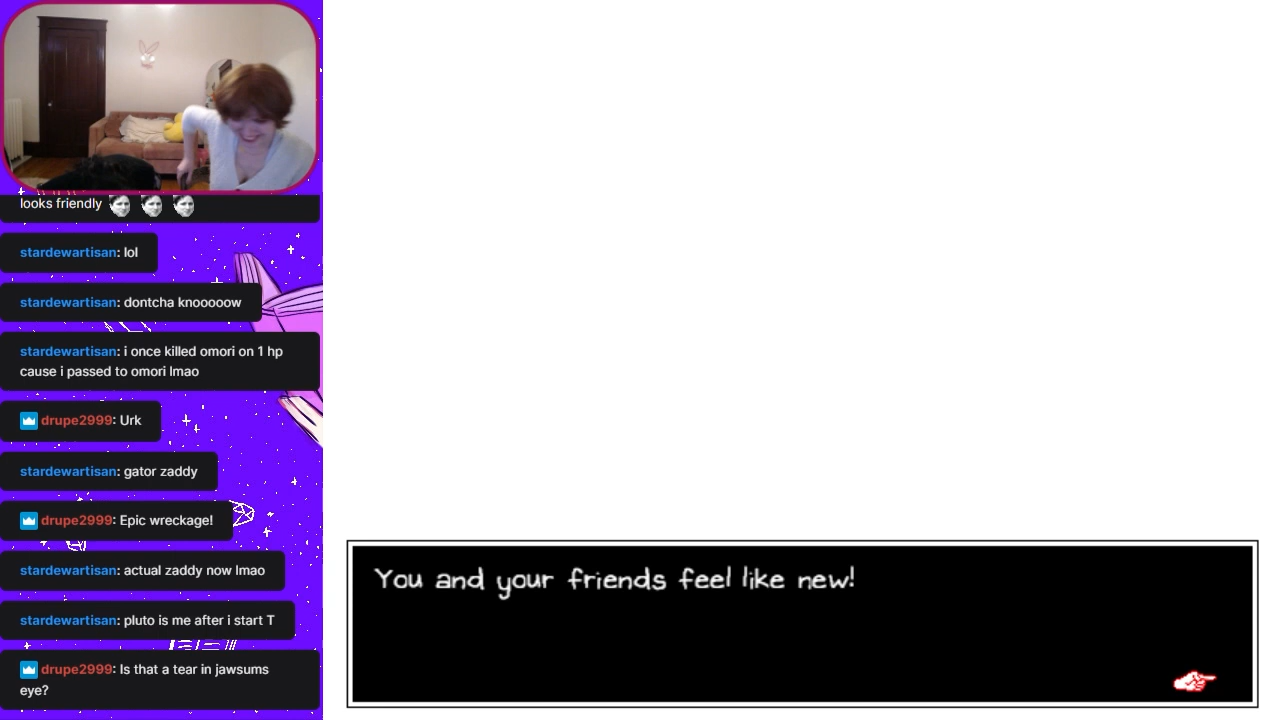 looks friendly
stardewartisan: lol
stardewartisan: dontcha knooooow
stardewartisan: i once killed omori on 1 hp
cause i passed to omori lmao
drupe2999: Urk
stardewartisan: gator zaddy
drupe2999: Epic wreckage!
stardewartisan: actual zaddy now lmao
stardewartisan: pluto is me after i start T
drupe2999: Is that a tear in jawsums
eye?
You and your friends feel like new!